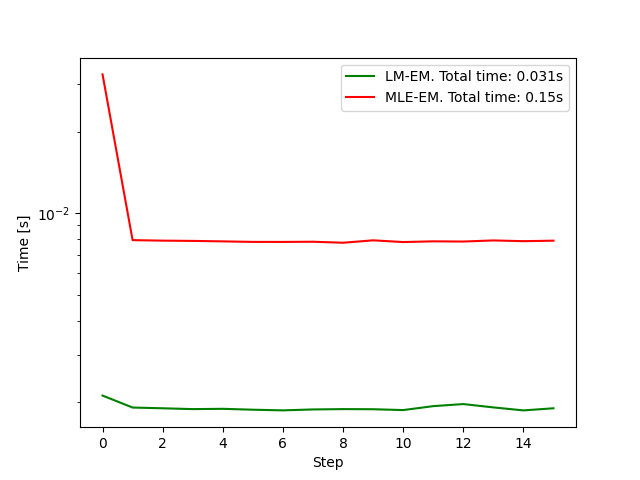 LM-EM. Total time: 0.031s
MLE-EM. Total time: 0.15s
10⁻²
Time [s]
0 2 4 6 8 10 12 14
Step